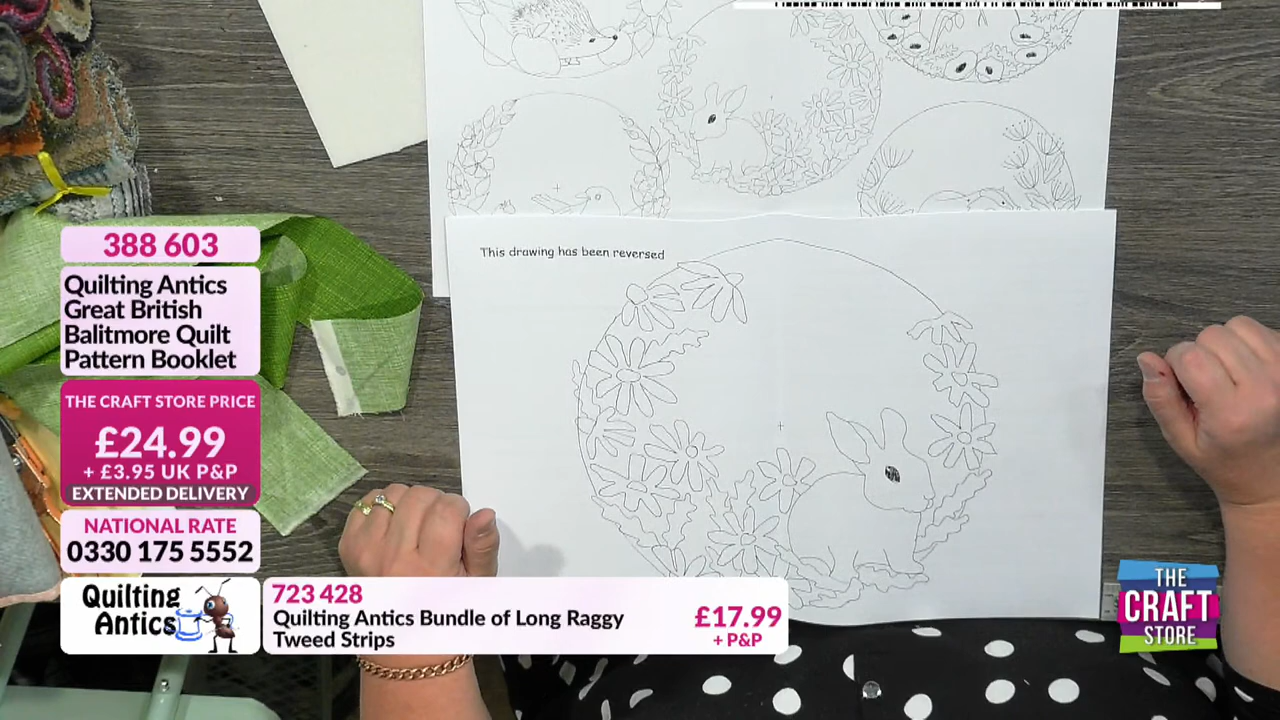 This drawing has been reversed
388 603
Quilting Antics
Great British
Balitmore Quilt
Pattern Booklet
THE CRAFT STORE PRICE
£24.99
+ £3.95 UK P&P
EXTENDED DELIVERY
NATIONAL RATE
0330 175 5552
Quilting
Antics
723 428
Quilting Antics Bundle of Long Raggy
Tweed Strips
£17.99
+ P&P
THE
CRAFT
STORE